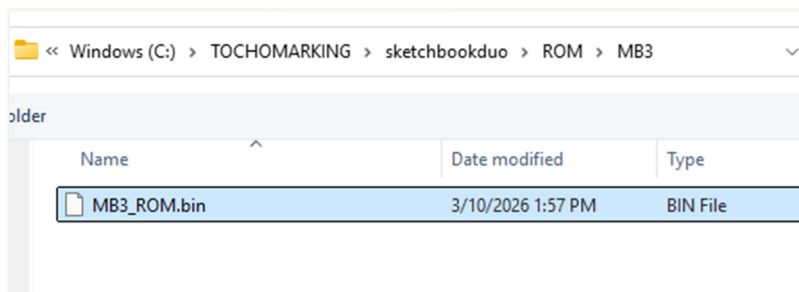 « Windows (C:) > TOCHOMARKING > sketchbookduo > ROM > MB3
older
Name Date modified Type
MB3_ROM.bin 3/10/2026 1:57 PM BIN File